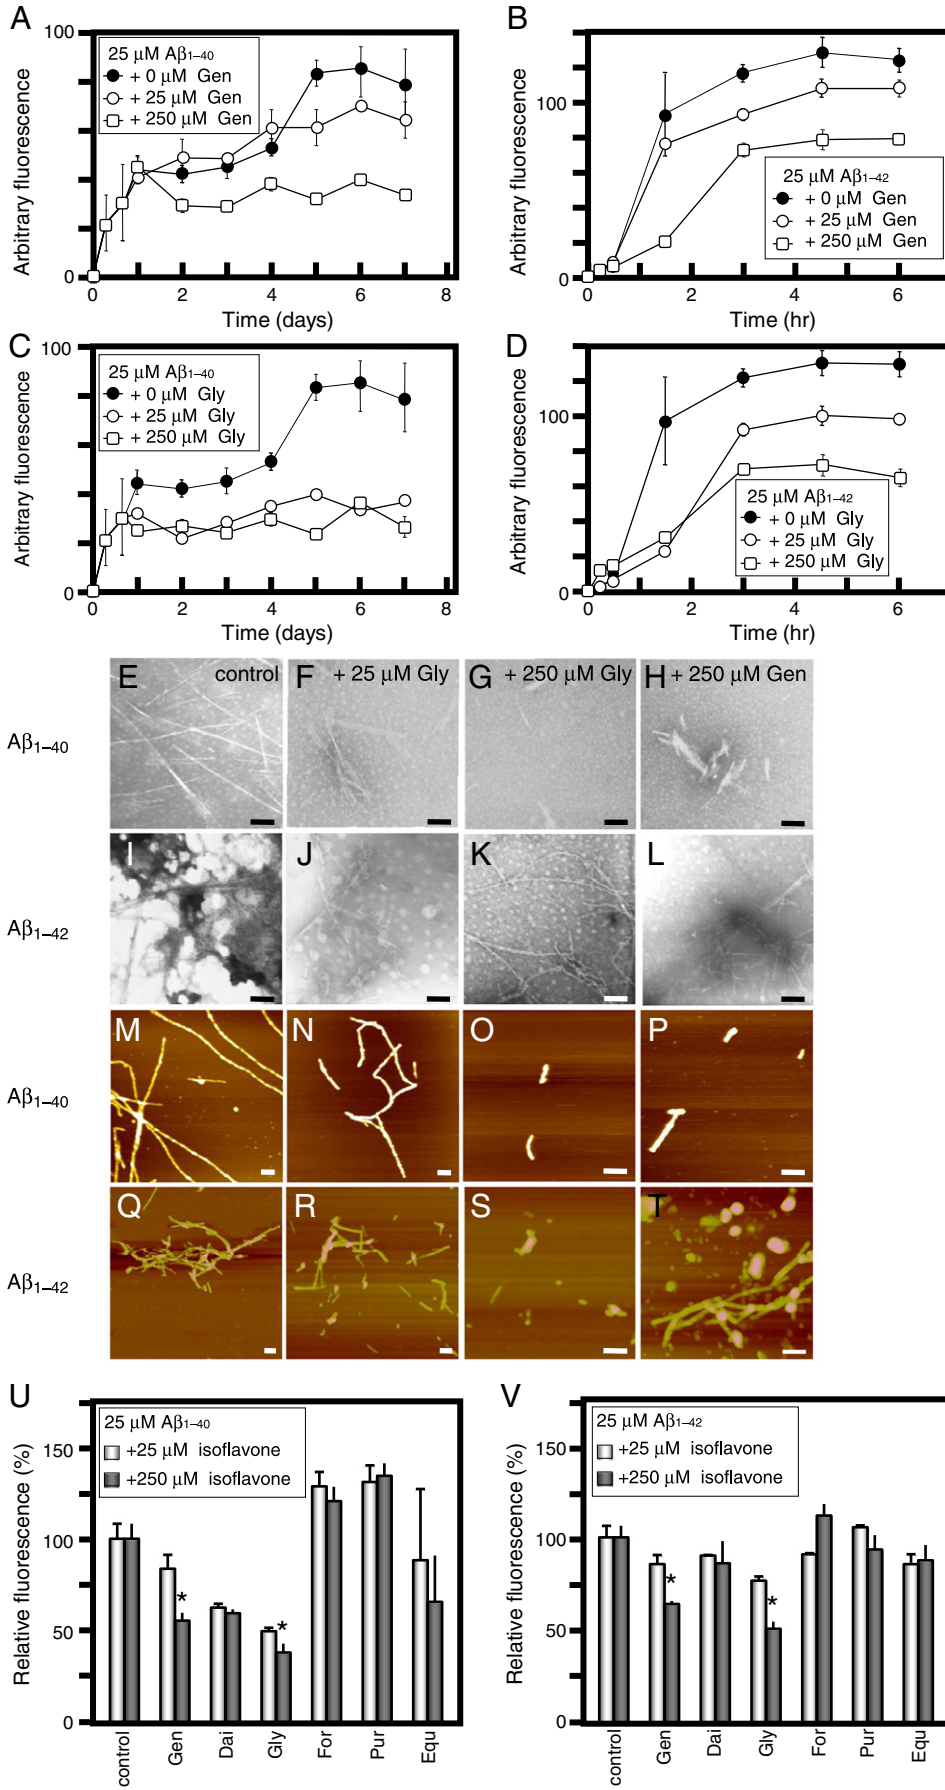 A
100
25 μM Aβ1–40
+ 0 μM Gen
+ 25 μM Gen
+ 250 μM Gen
Arbitrary fluorescence
0
0 2 4 6 8
Time (days)
B
100
25 μM Aβ1–42
+ 0 μM Gen
+ 25 μM Gen
+ 250 μM Gen
Arbitrary fluorescence
0
0 2 4 6
Time (hr)
C
100
25 μM Aβ1–40
+ 0 μM Gly
+ 25 μM Gly
+ 250 μM Gly
Arbitrary fluorescence
0
0 2 4 6 8
Time (days)
D
100
25 μM Aβ1–42
+ 0 μM Gly
+ 25 μM Gly
+ 250 μM Gly
Arbitrary fluorescence
0
0 2 4 6
Time (hr)
E control
F + 25 μM Gly
G + 250 μM Gly
H + 250 μM Gen
Aβ1–40
I J K L
Aβ1–42
M N O P
Aβ1–40
Q R S T
Aβ1–42
U
25 μM Aβ1–40
+25 μM isoflavone
+250 μM isoflavone
Relative fluorescence (%)
150
100
50
0
* *
control Gen Dai Gly For Pur Equ
V
25 μM Aβ1–42
+25 μM isoflavone
+250 μM isoflavone
Relative fluorescence (%)
150
100
50
0
* *
control Gen Dai Gly For Pur Equ